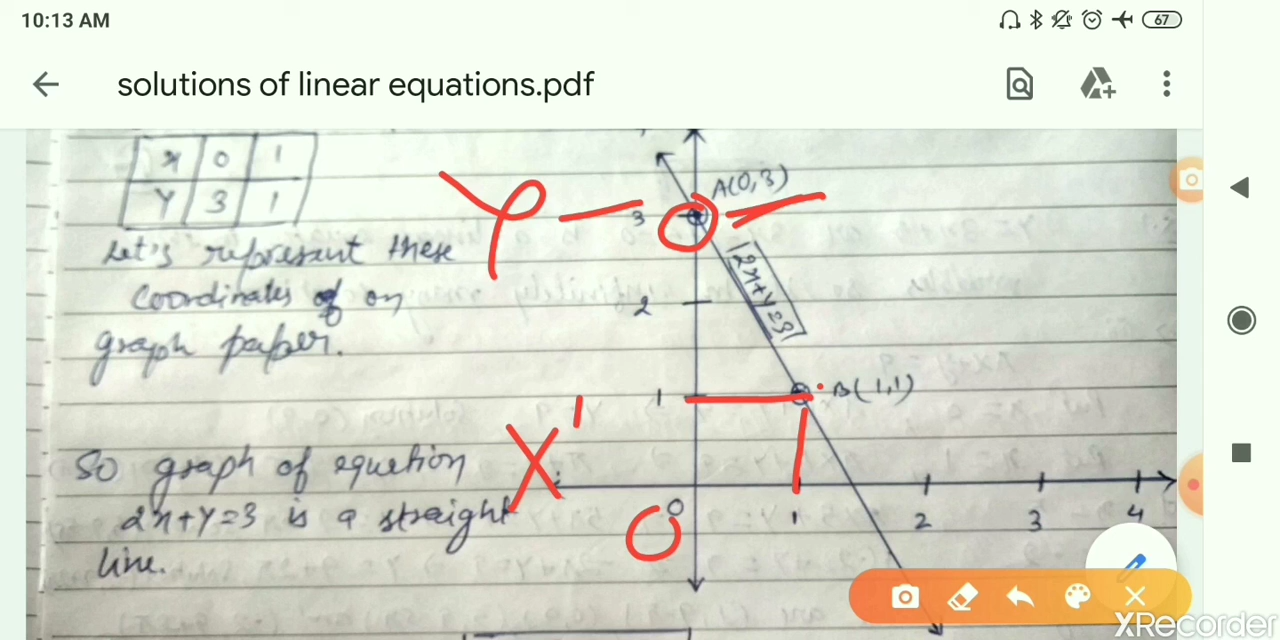 10:13 AM
67
solutions of linear equations.pdf
x 0 1
y 3 1
Let's represent these
coordinates of on
graph paper.
So graph of equetion
2x+y=3 is a straight
line.
A(0,3)
Y
3
2x+y=3
2
1
B(1,1)
X'
0
O
1 2 3 4
XRecorder